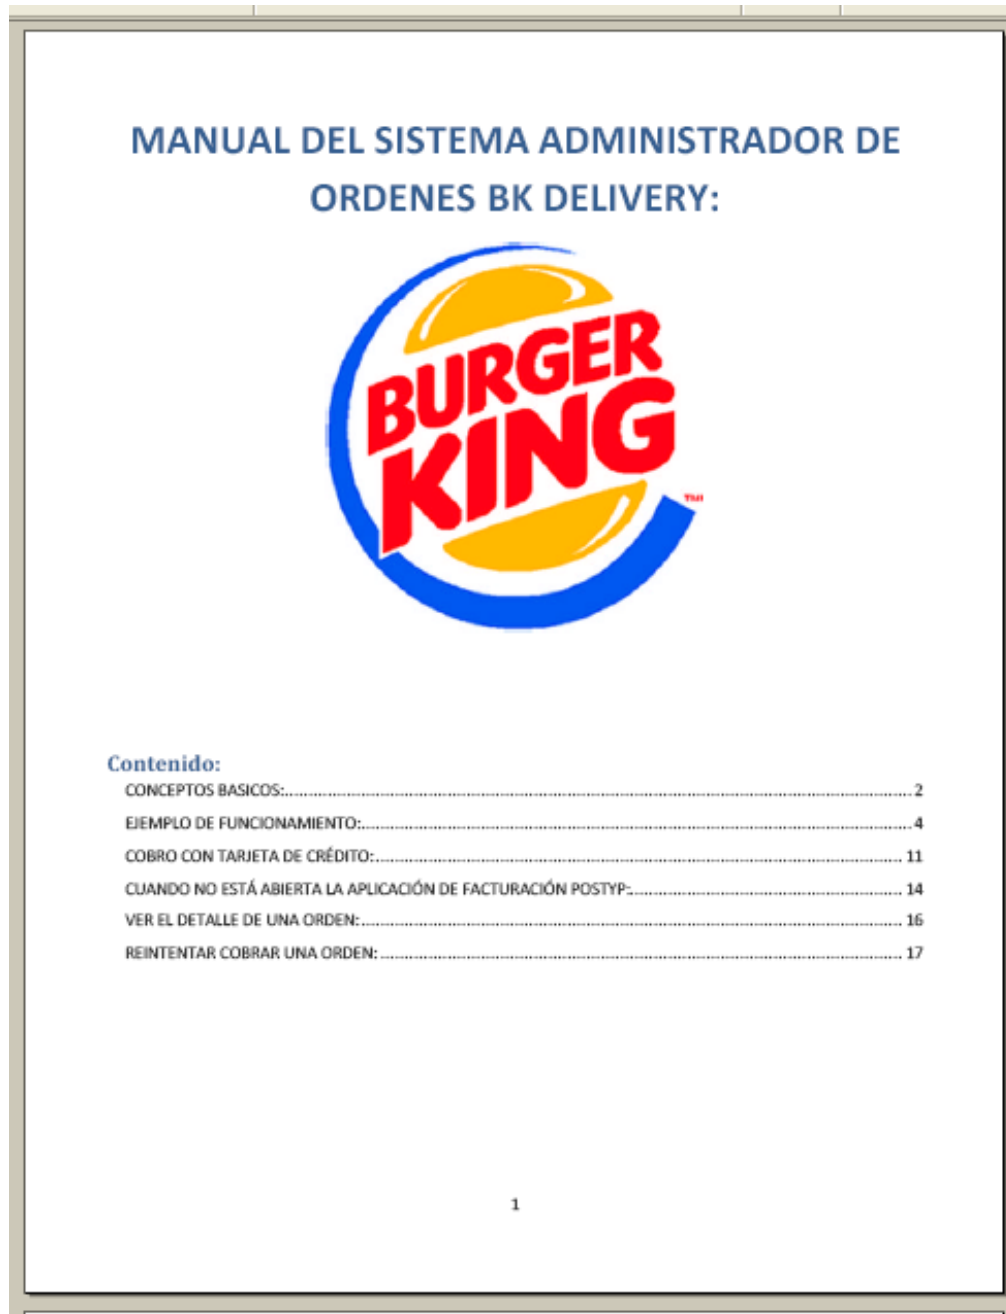 MANUAL DEL SISTEMA ADMINISTRADOR DE
ORDENES BK DELIVERY:
BURGER
KING
TM
Contenido:
CONCEPTOS BASICOS:.......................... 2
EJEMPLO DE FUNCIONAMIENTO:.......................... 4
COBRO CON TARJETA DE CRÉDITO:.......................... 11
CUANDO NO ESTÁ ABIERTA LA APLICACIÓN DE FACTURACIÓN POSTYP:.......................... 14
VER EL DETALLE DE UNA ORDEN:.......................... 16
REINTENTAR COBRAR UNA ORDEN:.......................... 17
1